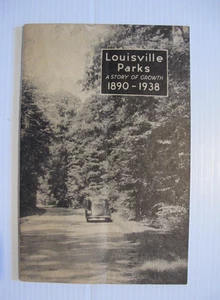 Louisville
Parks
A STORY OF GROWTH
1890-1938